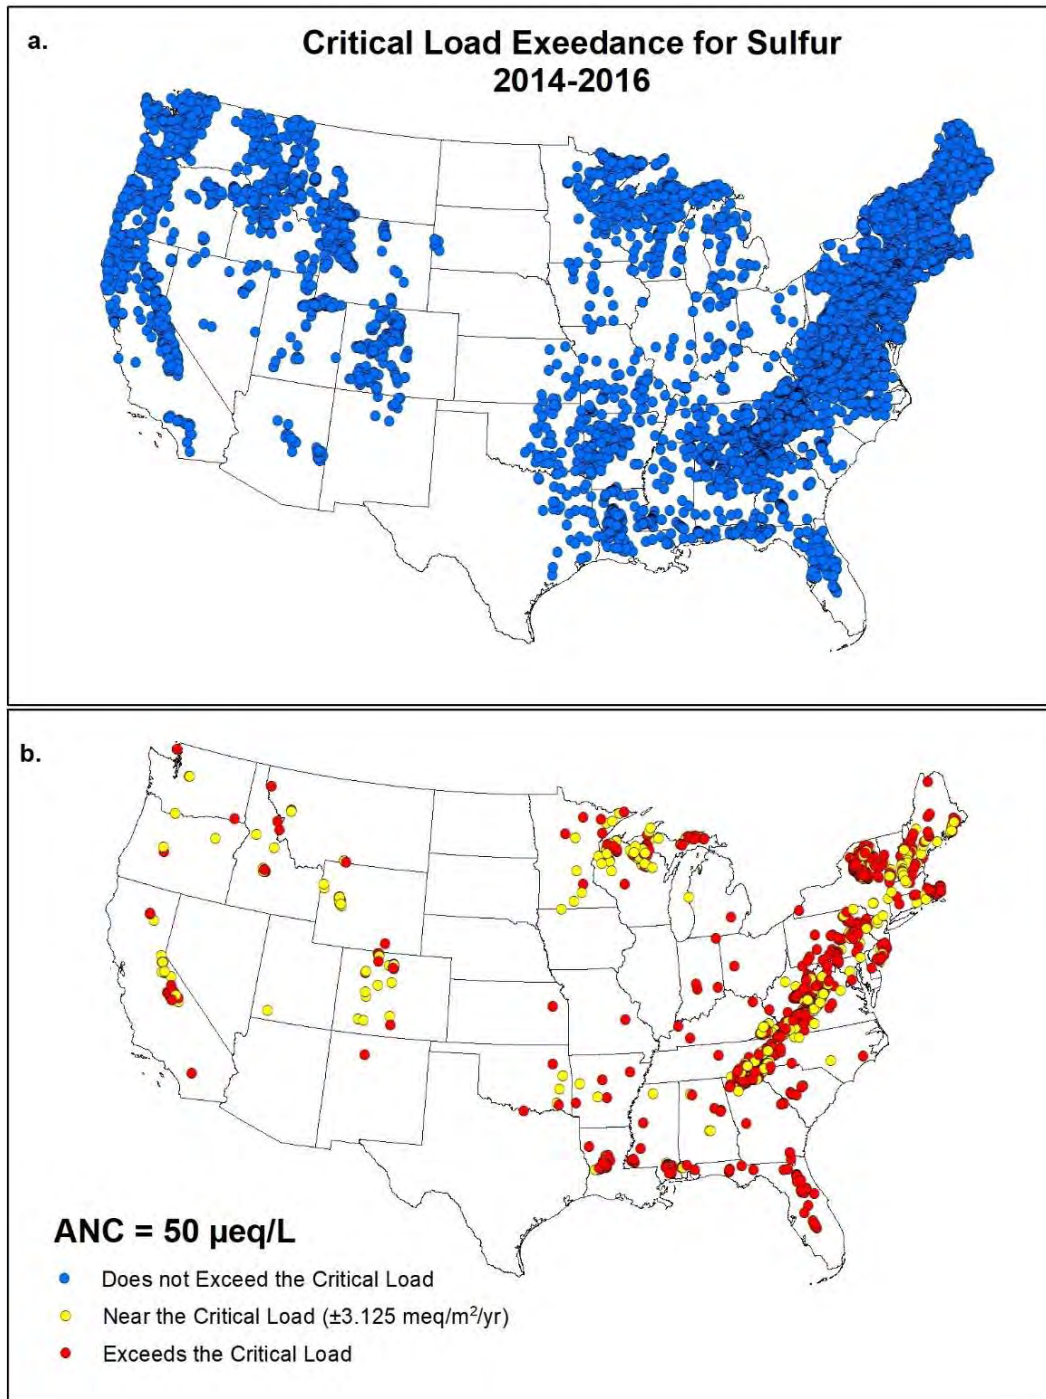 a.
Critical Load Exeedance for Sulfur
2014-2016
b.
ANC = 50 µeq/L
Does not Exceed the Critical Load
Near the Critical Load (±3.125 meq/m²/yr)
Exceeds the Critical Load